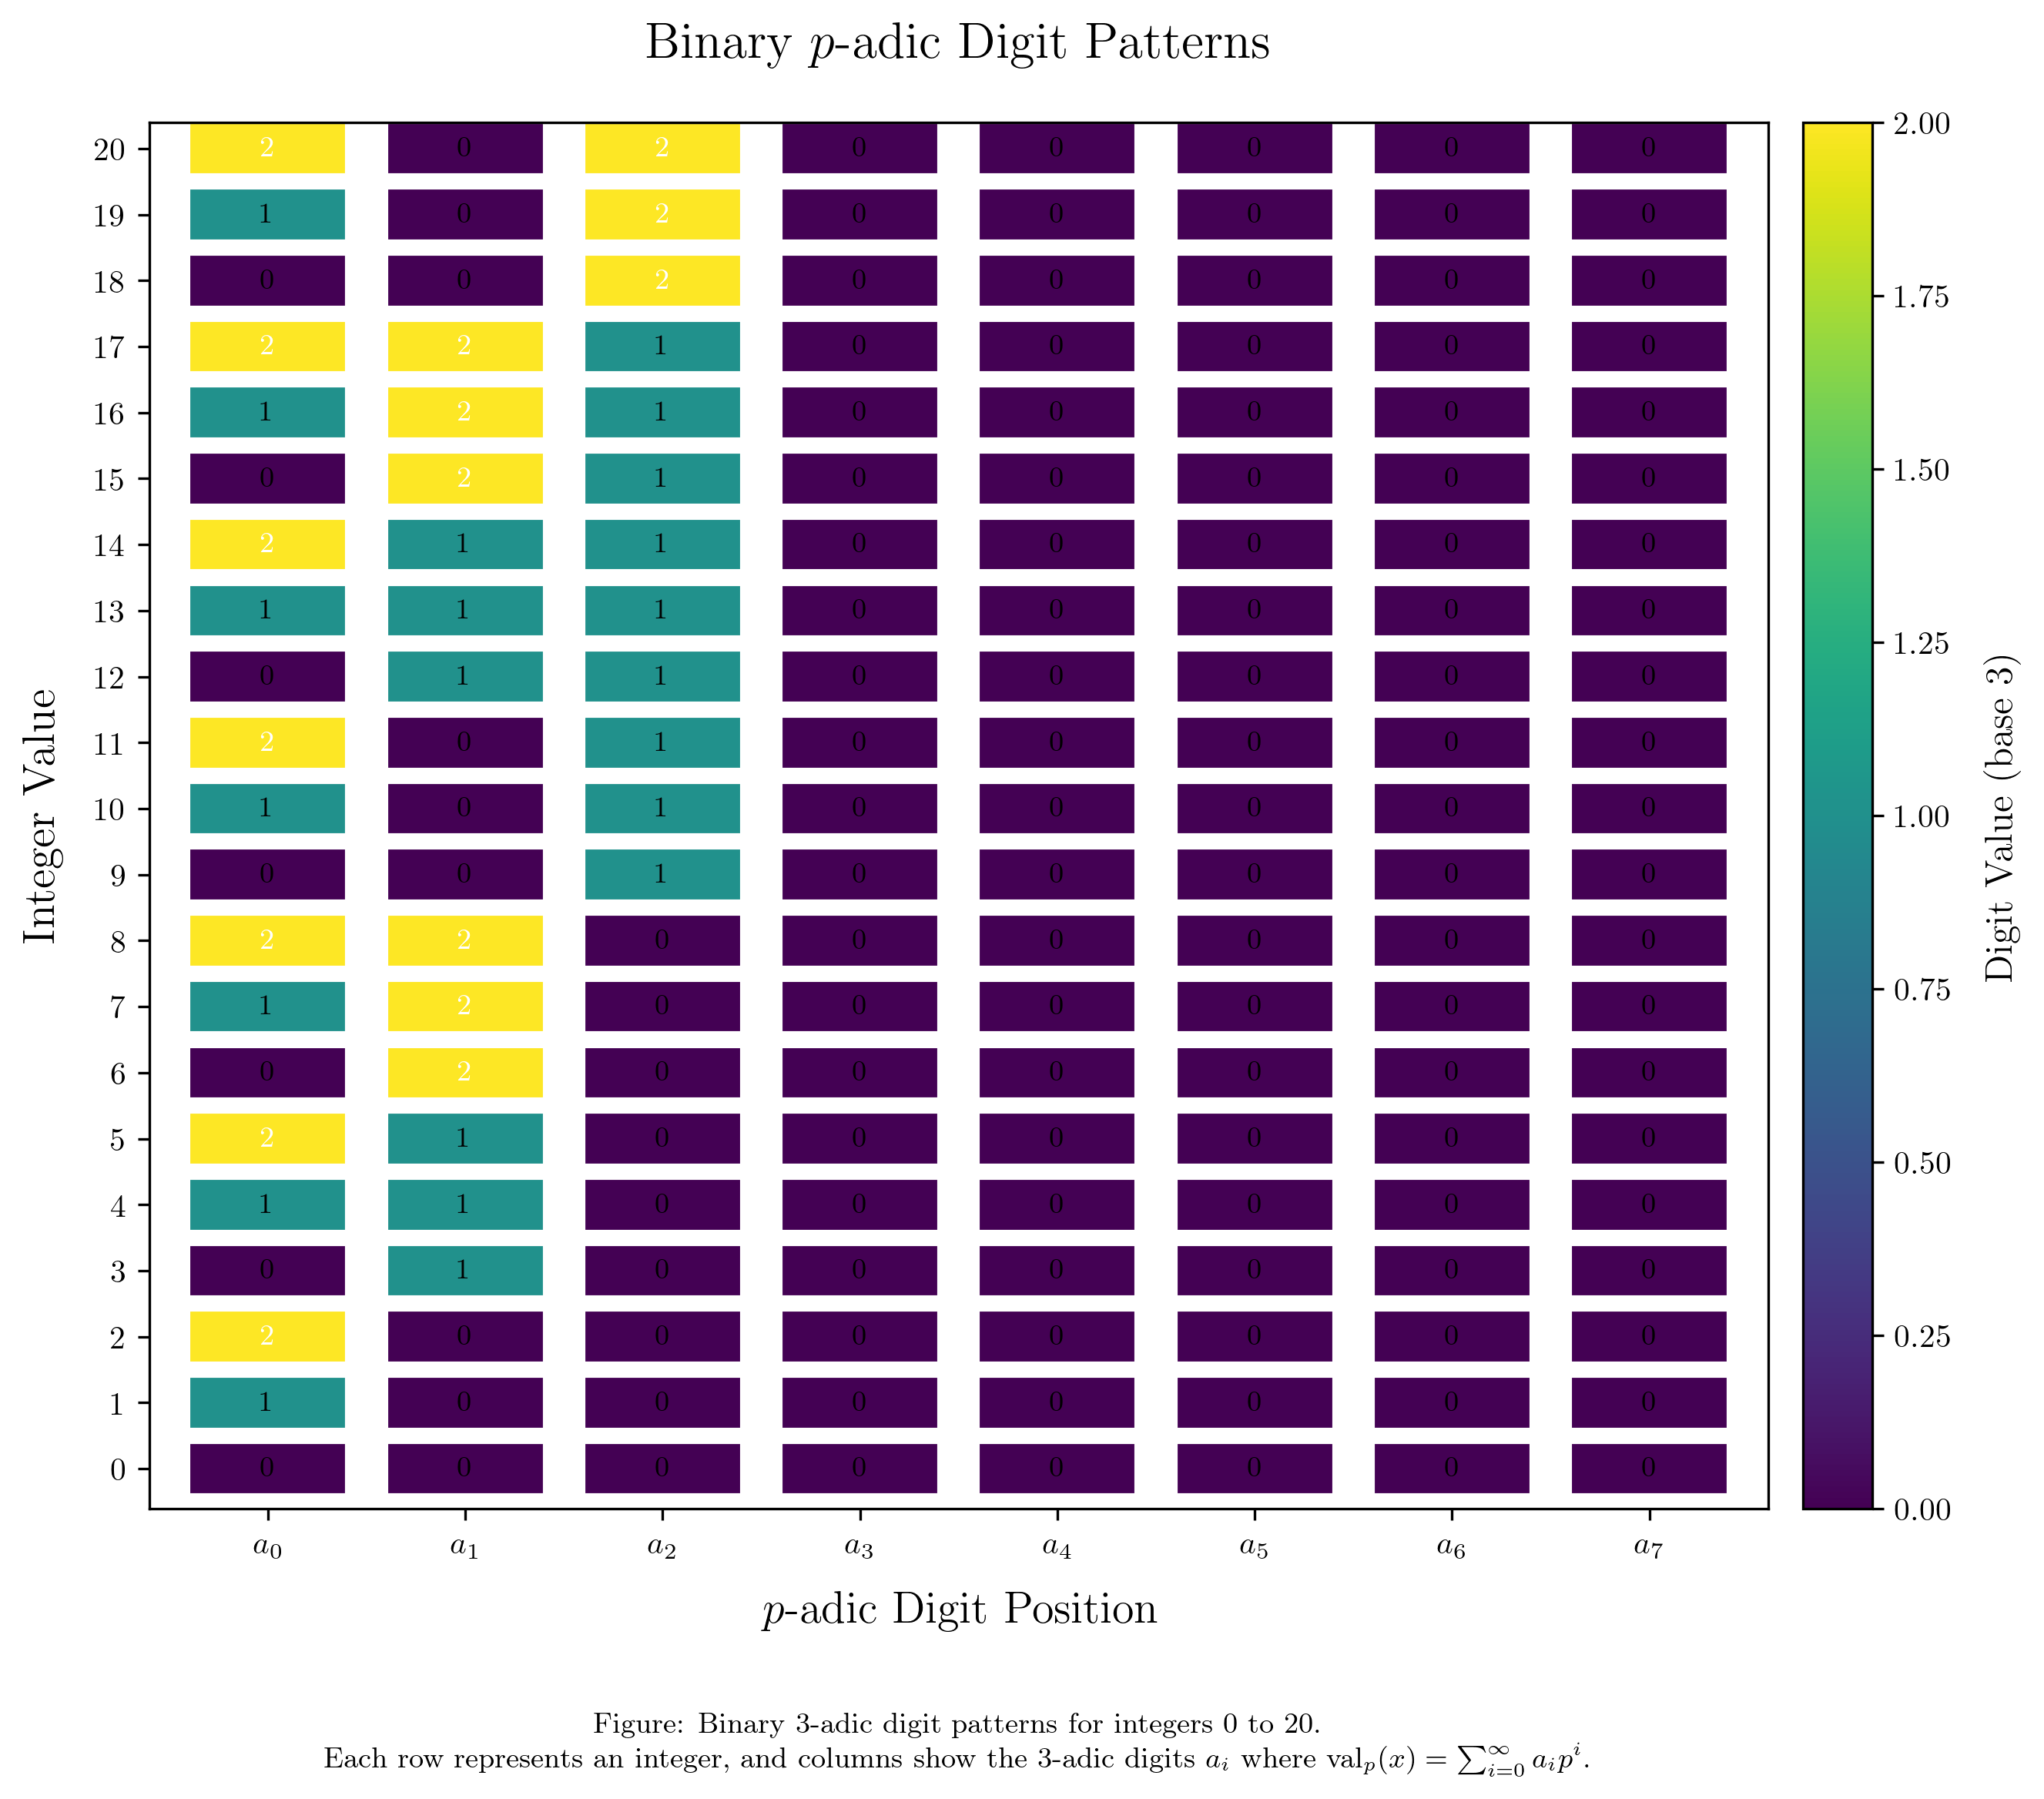 Binary p-adic Digit Patterns
20 2 0 2 0 0 0 0 0
19 1 0 2 0 0 0 0 0
18 0 0 2 0 0 0 0 0
17 2 2 1 0 0 0 0 0
16 1 2 1 0 0 0 0 0
15 0 2 1 0 0 0 0 0
14 2 1 1 0 0 0 0 0
13 1 1 1 0 0 0 0 0
12 0 1 1 0 0 0 0 0
11 2 0 1 0 0 0 0 0
10 1 0 1 0 0 0 0 0
9 0 0 1 0 0 0 0 0
8 2 2 0 0 0 0 0 0
7 1 2 0 0 0 0 0 0
6 0 2 0 0 0 0 0 0
5 2 1 0 0 0 0 0 0
4 1 1 0 0 0 0 0 0
3 0 1 0 0 0 0 0 0
2 2 0 0 0 0 0 0 0
1 1 0 0 0 0 0 0 0
0 0 0 0 0 0 0 0 0
a₀ a₁ a₂ a₃ a₄ a₅ a₆ a₇
p-adic Digit Position
Integer Value
2.00
1.75
1.50
1.25
1.00
0.75
0.50
0.25
0.00
Digit Value (base 3)
Figure: Binary 3-adic digit patterns for integers 0 to 20.
Each row represents an integer, and columns show the 3-adic digits aᵢ where valₚ(x) = ∑_{i=0}^{∞} aᵢpⁱ.